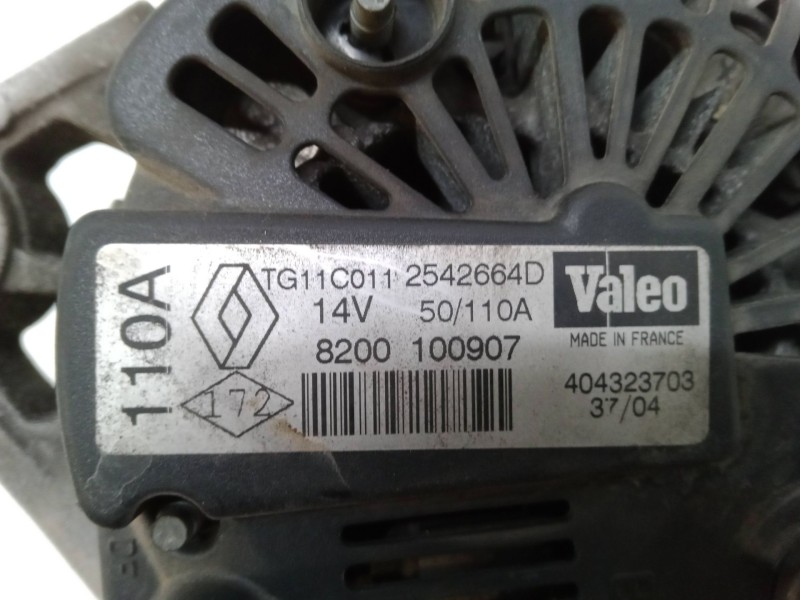 110A
TG11C011 2542664D
14V 50/110A
8200 100907
172
Valeo
MADE IN FRANCE
404323703
37/04